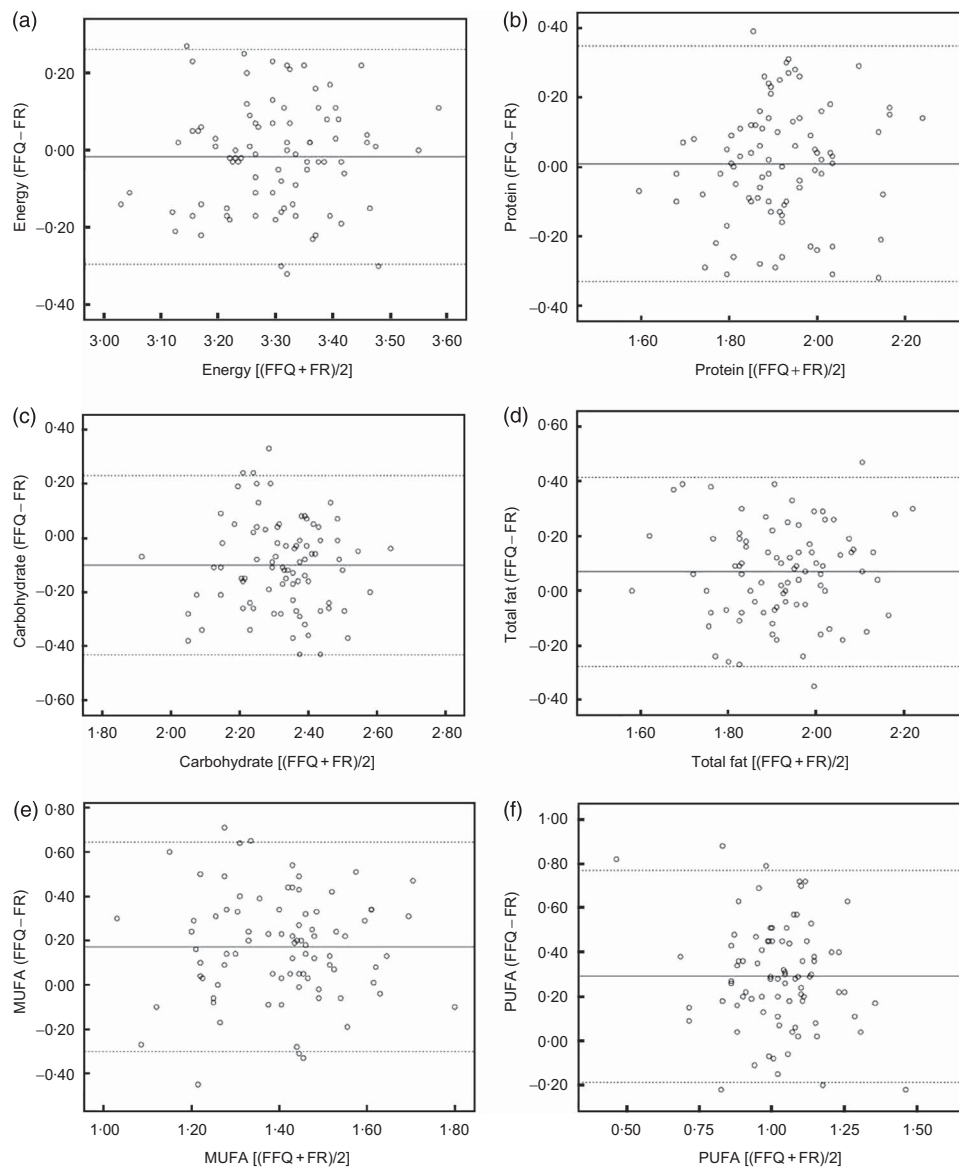 (a)
0·20
0·00
−0·20
−0·40
Energy (FFQ – FR)
3·00 3·10 3·20 3·30 3·40 3·50 3·60
Energy [(FFQ + FR)/2]
(b)
0·40
0·20
0·00
−0·20
−0·40
Protein (FFQ – FR)
1·60 1·80 2·00 2·20
Protein [(FFQ + FR)/2]
(c)
0·40
0·20
0·00
−0·20
−0·40
−0·60
Carbohydrate (FFQ – FR)
1·80 2·00 2·20 2·40 2·60 2·80
Carbohydrate [(FFQ + FR)/2]
(d)
0·60
0·40
0·20
0·00
−0·20
−0·40
Total fat (FFQ – FR)
1·60 1·80 2·00 2·20
Total fat [(FFQ + FR)/2]
(e)
0·80
0·60
0·40
0·20
0·00
−0·20
−0·40
MUFA (FFQ – FR)
1·00 1·20 1·40 1·60 1·80
MUFA [(FFQ + FR)/2]
(f)
1·00
0·80
0·60
0·40
0·20
0·00
−0·20
PUFA (FFQ – FR)
0·50 0·75 1·00 1·25 1·50
PUFA [(FFQ + FR)/2]